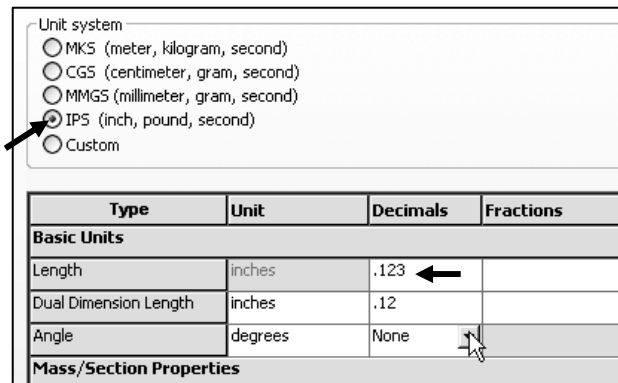 Unit system
MKS (meter, kilogram, second)
CGS (centimeter, gram, second)
MMGS (millimeter, gram, second)
IPS (inch, pound, second)
Custom
Type Unit Decimals Fractions
Basic Units
Length inches .123
Dual Dimension Length inches .12
Angle degrees None
Mass/Section Properties